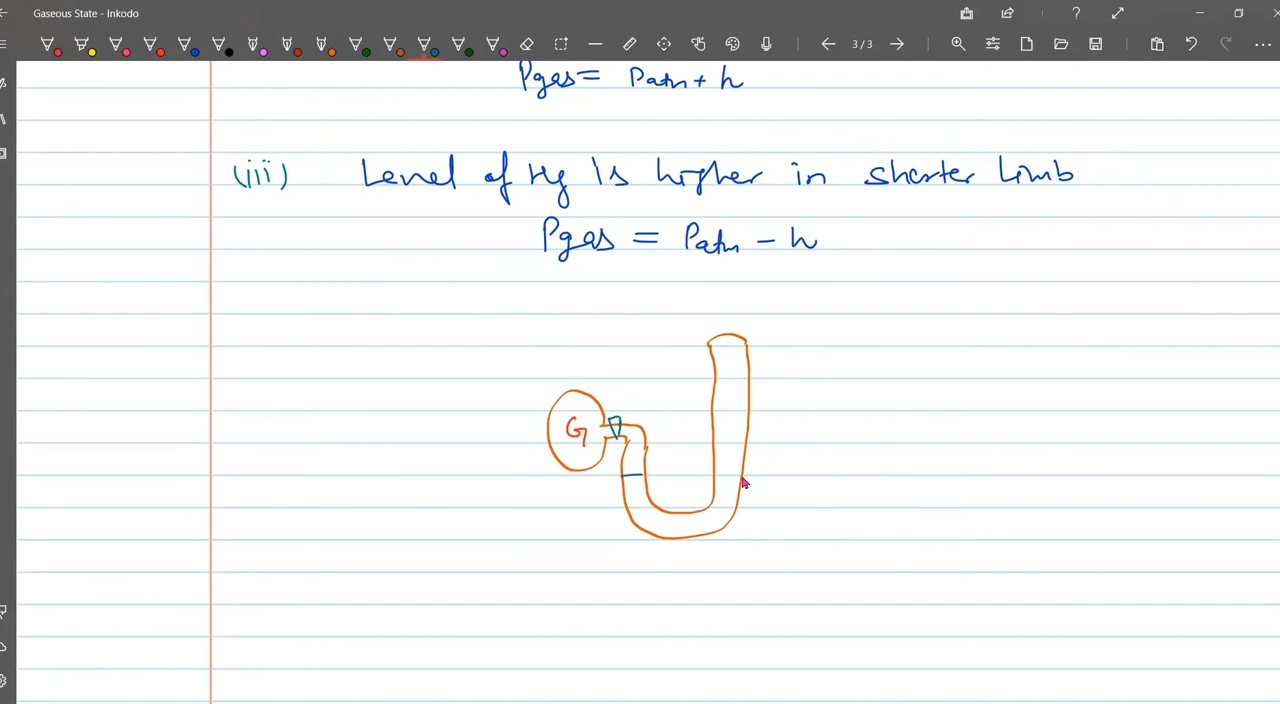 Gaseous State - Inkodo
3/3
Pgas = Patm + h
(iii) Level of Hg is higher in shorter limb
Pgas = Patm - h
G